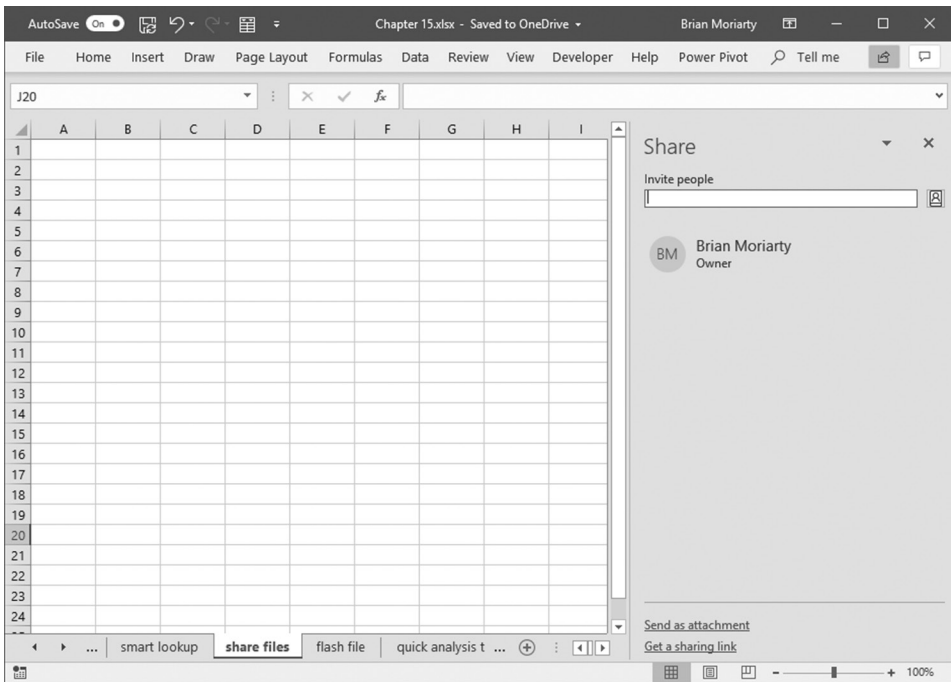 AutoSave On Chapter 15.xlsx - Saved to OneDrive Brian Moriarty
File Home Insert Draw Page Layout Formulas Data Review View Developer Help Power Pivot Tell me
J20 fx
A B C D E F G H I
Share
Invite people
BM Brian Moriarty
Owner
1
2
3
4
5
6
7
8
9
10
11
12
13
14
15
16
17
18
19
20
21
22
23
24
Send as attachment
Get a sharing link
... smart lookup share files flash file quick analysis t ...
100%